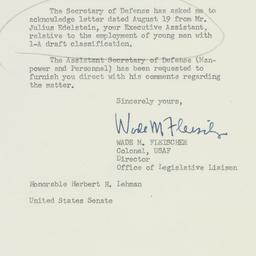 The Secretary of Defense has asked me to
acknowledge letter dated August 19 from Mr.
Julius Edelstein, your Executive Assistant,
relative to the employment of young men with
1-A draft classification.
The Assistant Secretary of Defense (Man-
power and Personnel) has been requested to
furnish you direct with his comments regarding
the matter.
Sincerely yours,
Wade M Fleischer
WADE M. FLEISCHER
Colonel, USAF
Director
Office of Legislative Liaison
Honorable Herbert H. Lehman
United States Senate